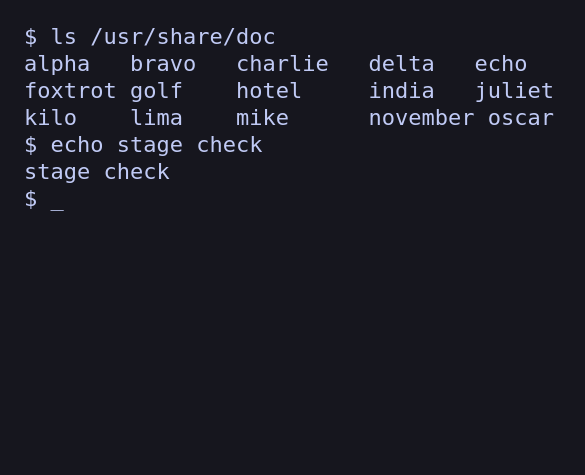 $ ls /usr/share/doc
alpha   bravo   charlie   delta   echo
foxtrot golf    hotel     india   juliet
kilo    lima    mike      november oscar
$ echo stage check
stage check
$ _